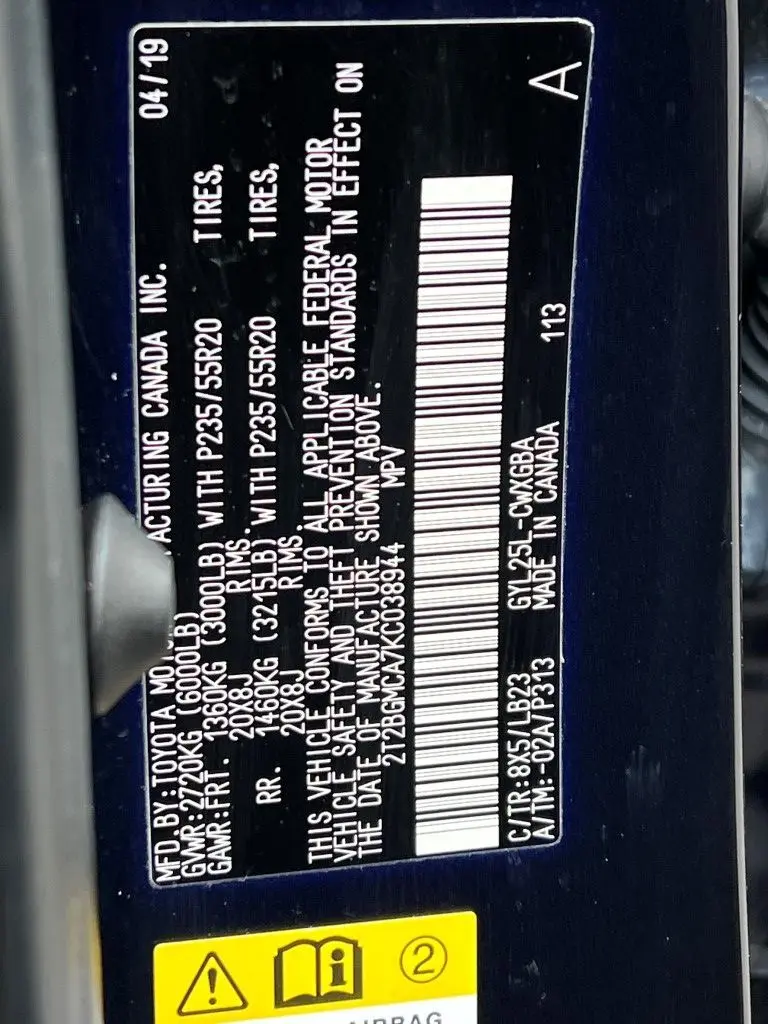 MFD.BY:TOYOTA ACTURING CANADA INC. 04/19
GVWR:2720KG (6000LB)
GAWR:FRT. 1360KG (3000LB) WITH P235/55R20 TIRES,
20X8J RIMS.
RR. 1460KG (3215LB) WITH P235/55R20 TIRES,
20X8J RIMS.
THIS VEHICLE CONFORMS TO ALL APPLICABLE FEDERAL MOTOR
VEHICLE SAFETY AND THEFT PREVENTION STANDARDS IN EFFECT ON
THE DATE OF MANUFACTURE SHOWN ABOVE.
2T2BGMCA7KC038944 MPV
C/TR:8X5/LB23 GYL25L-CWXGBA
A/TM:-02A/P313 MADE IN CANADA 113 A
2
AIRBAG